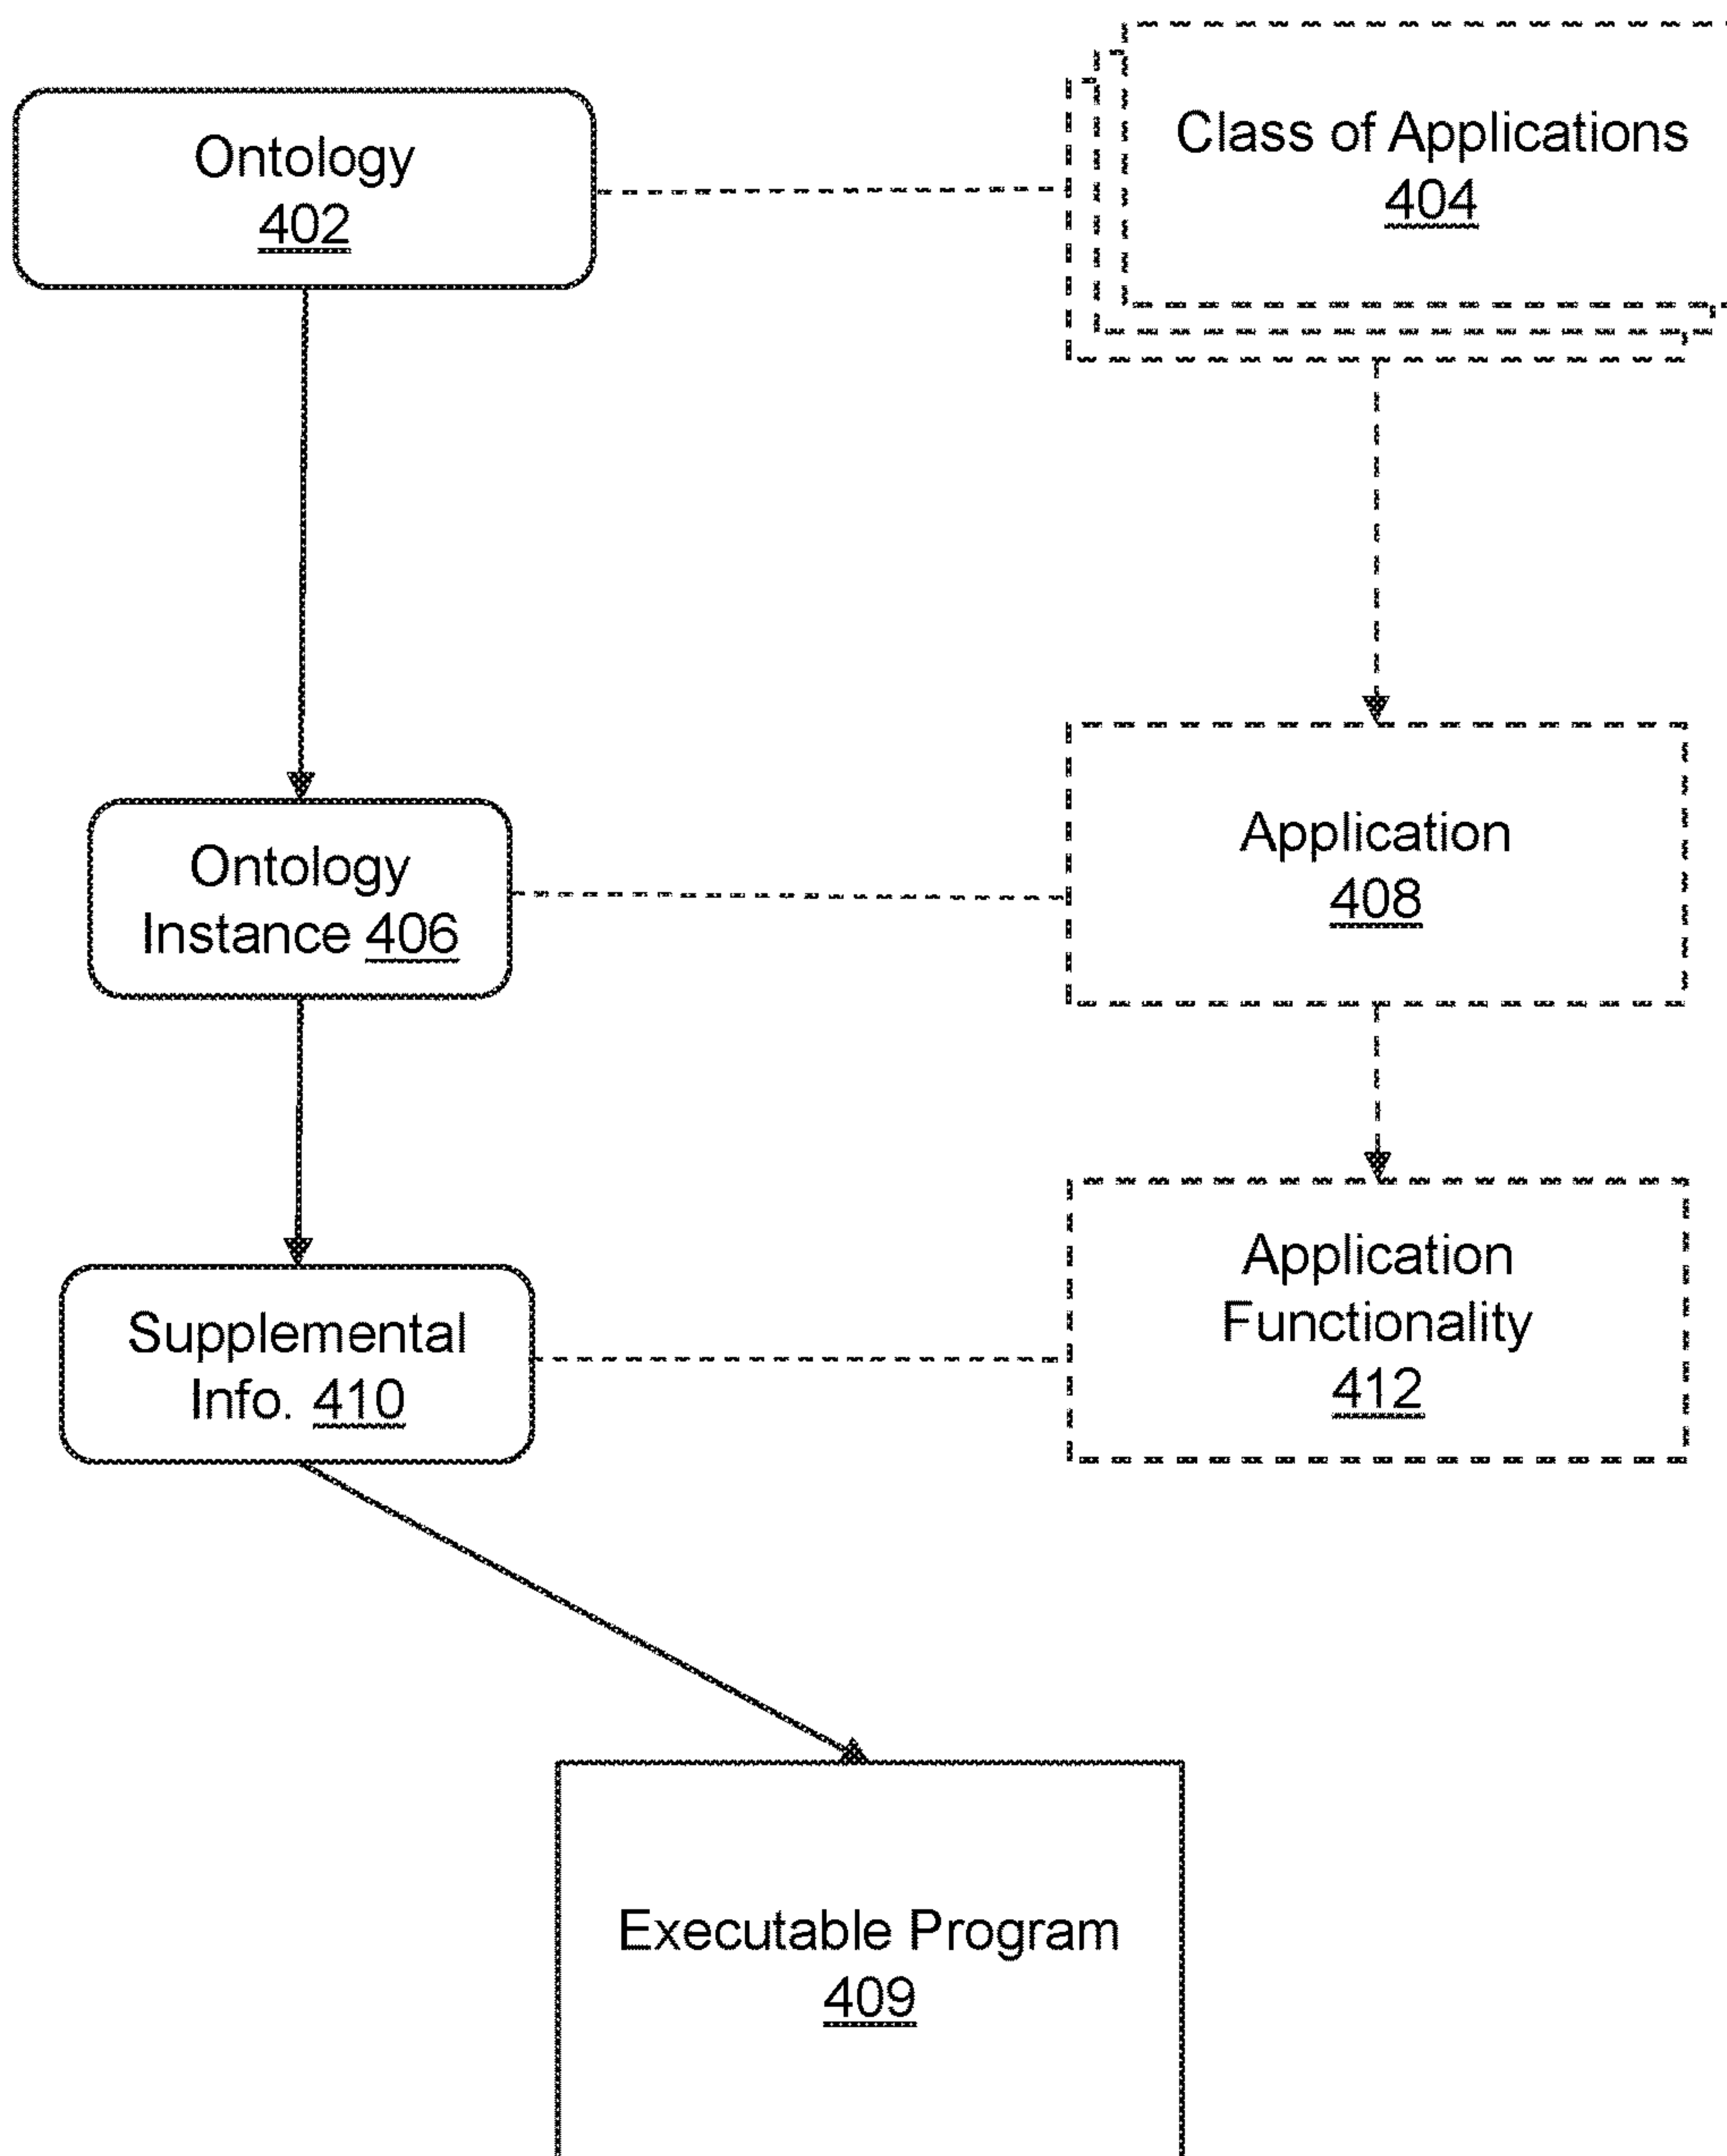 Ontology
402
Class of Applications
404
Ontology
Instance 406
Application
408
Supplemental
Info. 410
Application
Functionality
412
Executable Program
409